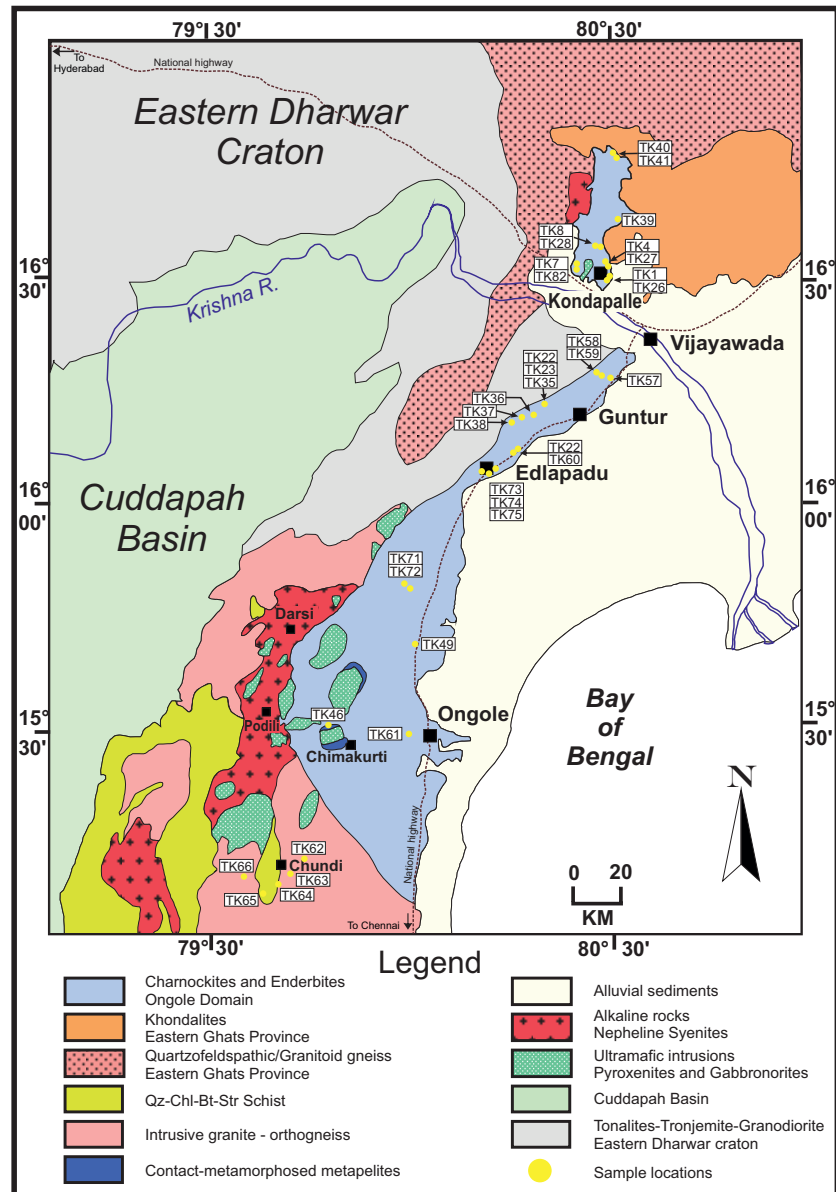 79°30'
80°30'
To
Hyderabad
National highway
Eastern Dharwar
Craton
TK40
TK41
TK39
TK8
TK28
TK4
TK27
TK7
TK82
TK1
TK26
16°
30'
16°
30'
Krishna R.
Kondapalle
Vijayawada
TK58
TK59
TK22
TK23
TK35
TK57
TK36
TK37
TK38
Guntur
TK22
TK60
Edlapadu
16°
00'
16°
00'
Cuddapah
Basin
TK73
TK74
TK75
TK71
TK72
Darsi
TK49
Podili
TK46
TK61
Ongole
15°
30'
15°
30'
Chimakurti
Bay
of
Bengal
N
TK62
TK66
Chundi
TK63
TK64
TK65
National highway
0 20
KM
To Chennai
79°30'
80°30'
Legend
Charnockites and Enderbites
Ongole Domain
Khondalites
Eastern Ghats Province
Quartzofeldspathic/Granitoid gneiss
Eastern Ghats Province
Qz-Chl-Bt-Str Schist
Intrusive granite - orthogneiss
Contact-metamorphosed metapelites
Alluvial sediments
Alkaline rocks
Nepheline Syenites
Ultramafic intrusions
Pyroxenites and Gabbronorites
Cuddapah Basin
Tonalites-Tronjemite-Granodiorite
Eastern Dharwar craton
Sample locations